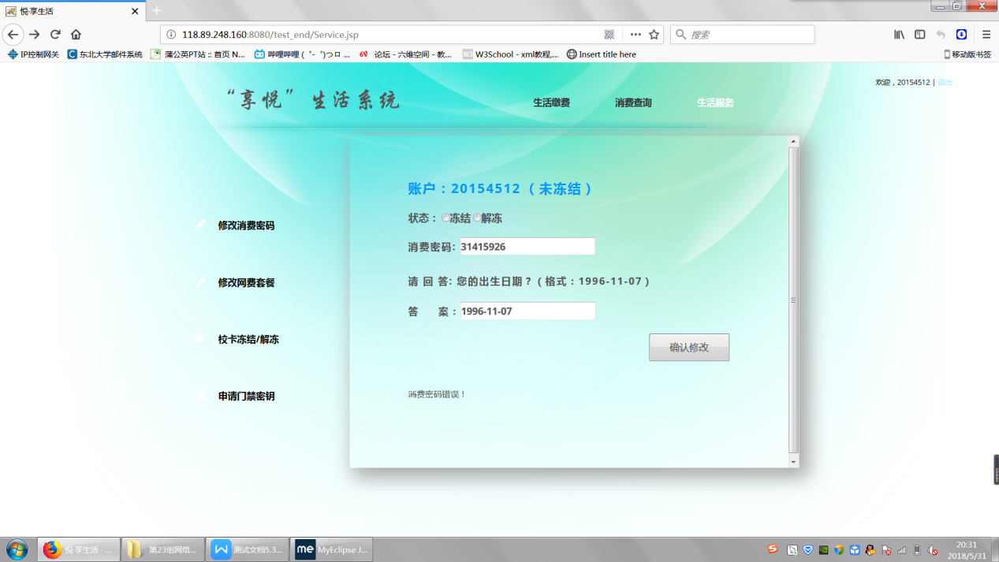 悦·享生活
118.89.248.160:8080/test_end/Service.jsp
搜索
IP控制网关 东北大学邮件系统 蒲公英PT站 :: 首页 N... 哔哩哔哩 ( ゜- ゜)つロ ... 论坛 - 六维空间 - 教... W3School - xml教程,... Insert title here 移动版书签
欢迎，20154512 | 退出
“享悦”生活系统
生活缴费 消费查询 生活服务
账户：20154512（未冻结）
状态：冻结 解冻
修改消费密码
消费密码: 31415926
修改网费套餐
请 回 答: 您的出生日期？（格式：1996-11-07）
答 案：1996-11-07
校卡冻结/解冻
确认修改
申请门禁密钥
消费密码错误！
悦·享生活 - ... 第23组网络... 测试文档5.3... MyEclipse J...
20:31
2018/5/31